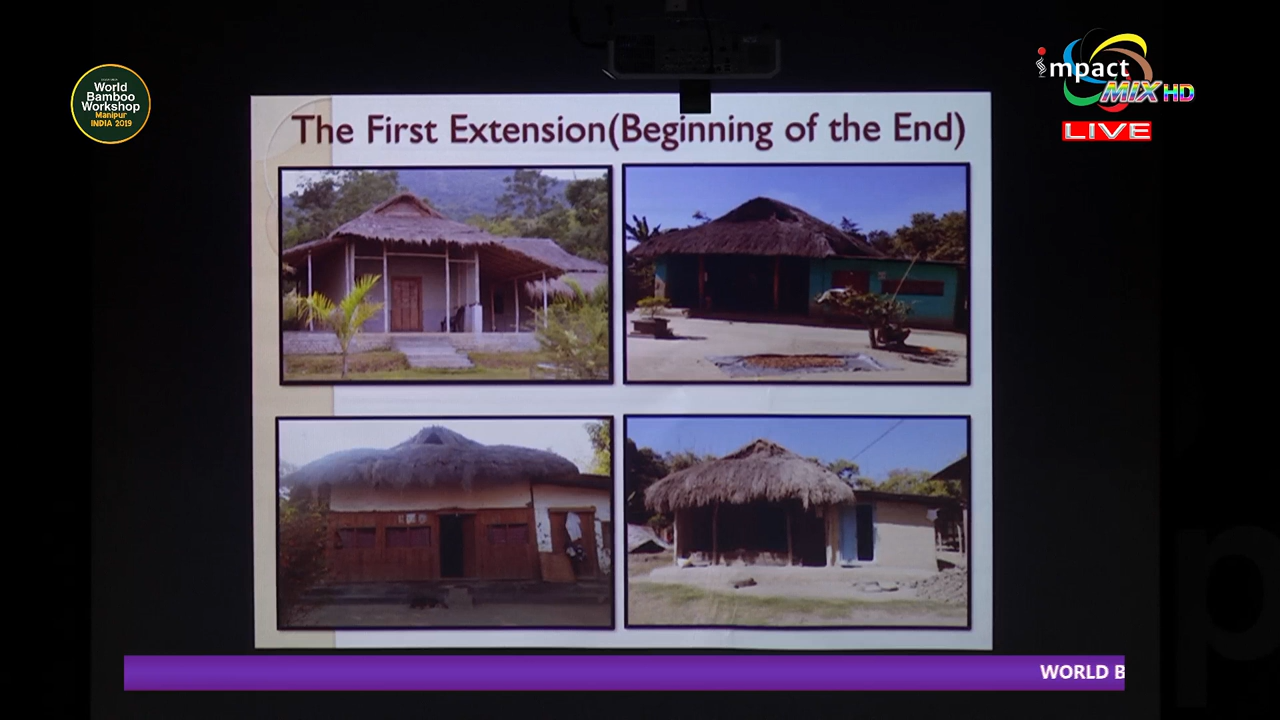 World
Bamboo
Workshop
Manipur
INDIA 2019
impact
MIX HD
LIVE
The First Extension(Beginning of the End)
WORLD B